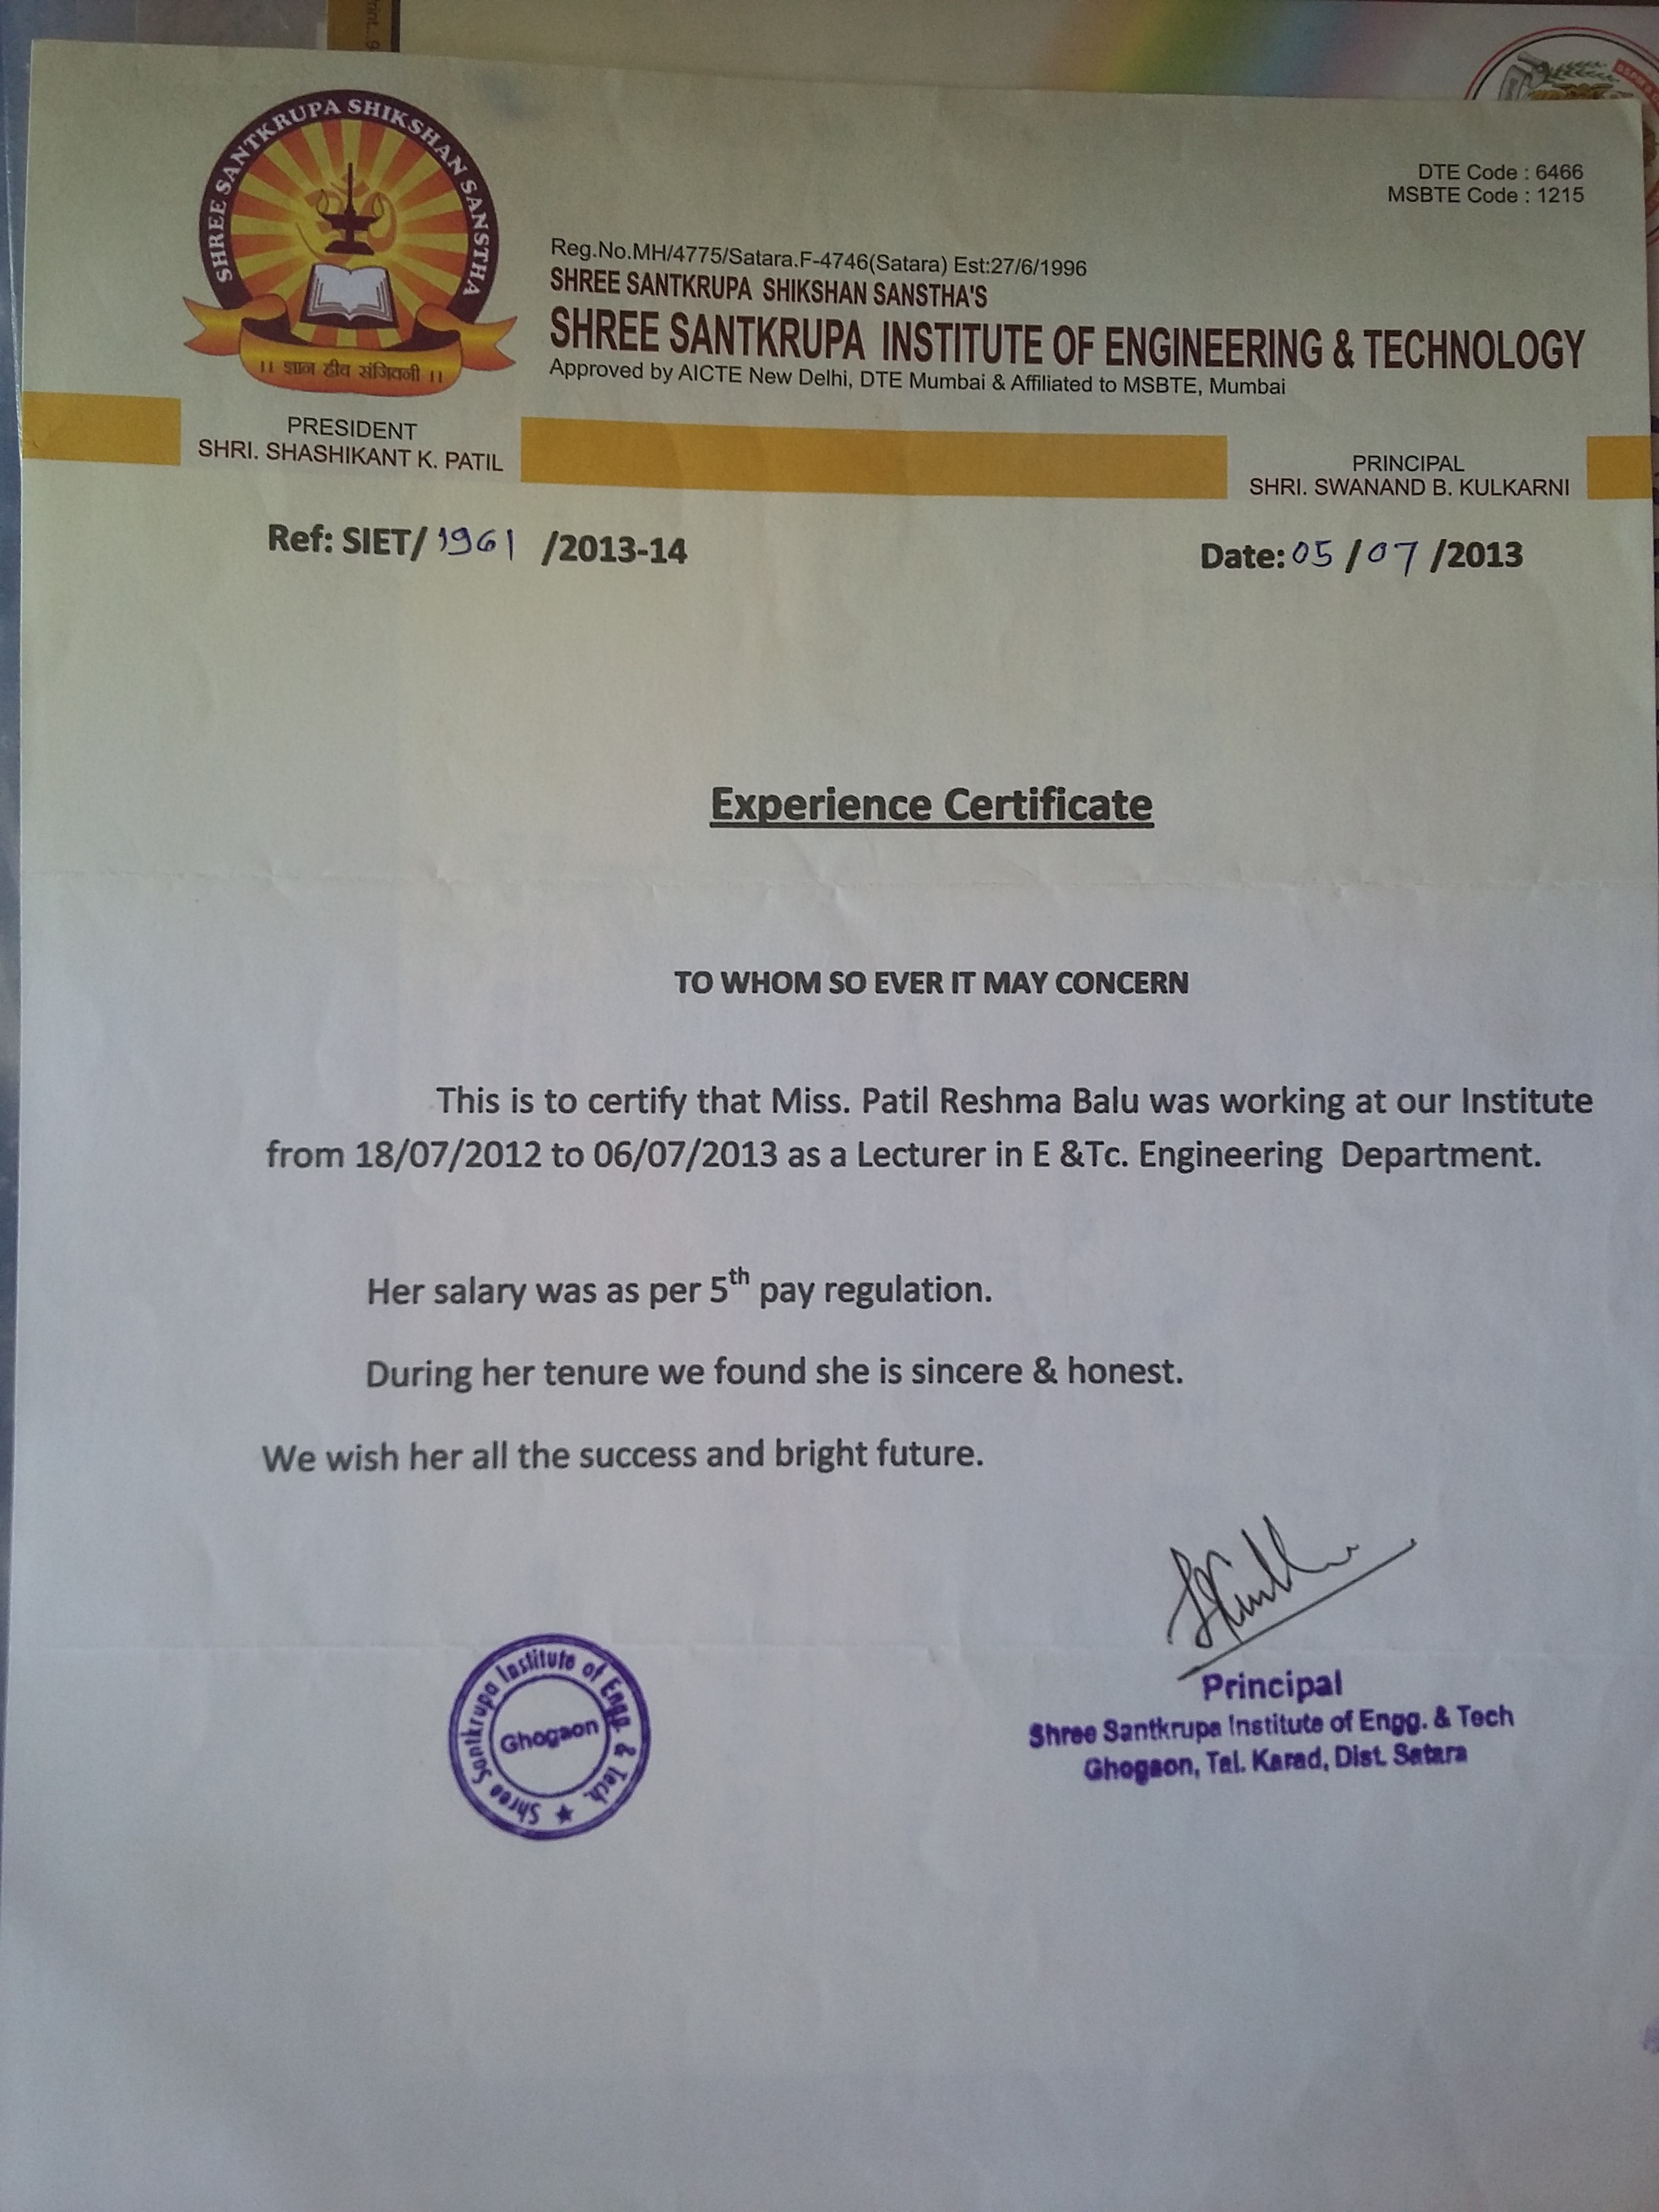 SHREE SANTKRUPA SHIKSHAN SANSTHA
।। ज्ञान हीच संजिवनी ।।
DTE Code : 6466
MSBTE Code : 1215
Reg.No.MH/4775/Satara.F-4746(Satara) Est:27/6/1996
SHREE SANTKRUPA SHIKSHAN SANSTHA'S
SHREE SANTKRUPA INSTITUTE OF ENGINEERING & TECHNOLOGY
Approved by AICTE New Delhi, DTE Mumbai & Affiliated to MSBTE, Mumbai
PRESIDENT
SHRI. SHASHIKANT K. PATIL
PRINCIPAL
SHRI. SWANAND B. KULKARNI
Ref: SIET/ 1961 /2013-14
Date: 05 / 07 /2013
Experience Certificate
TO WHOM SO EVER IT MAY CONCERN
This is to certify that Miss. Patil Reshma Balu was working at our Institute
from 18/07/2012 to 06/07/2013 as a Lecturer in E &Tc. Engineering Department.
Her salary was as per 5th pay regulation.
During her tenure we found she is sincere & honest.
We wish her all the success and bright future.
Shree Santkrupa Institute of Engg. & Tech.
Ghogaon
Principal
Shree Santkrupa Institute of Engg. & Tech
Ghogaon, Tal. Karad, Dist. Satara